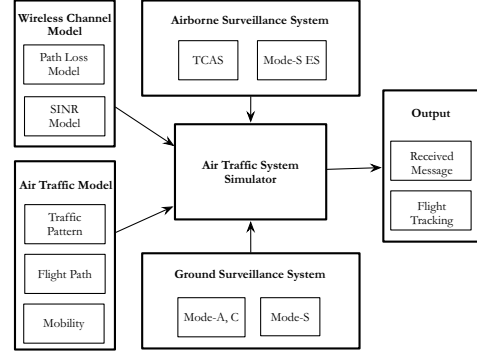 Wireless Channel
Model
Path Loss
Model
SINR
Model
Airborne Surveillance System
TCAS
Mode-S ES
Air Traffic Model
Traffic
Pattern
Flight Path
Mobility
Air Traffic System
Simulator
Ground Surveillance System
Mode-A, C
Mode-S
Output
Received
Message
Flight
Tracking